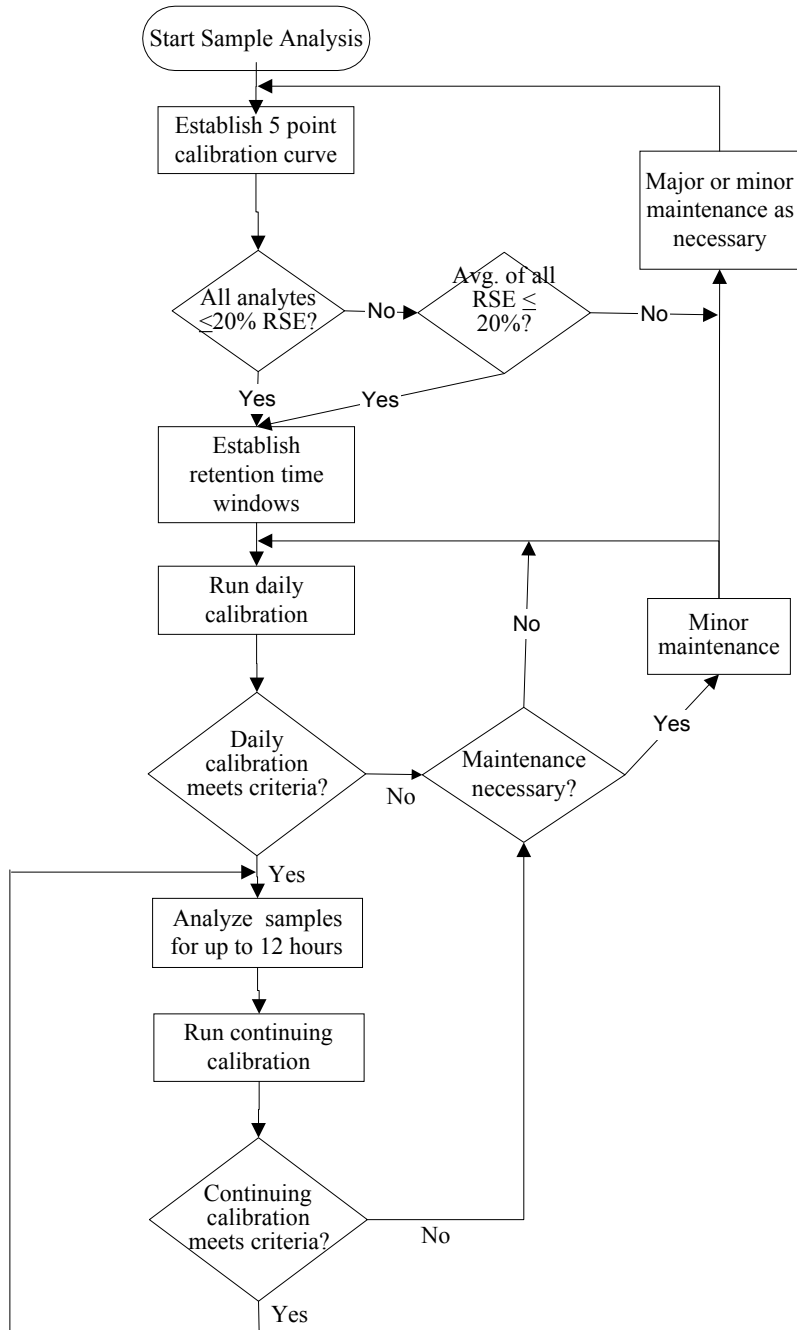 Start Sample Analysis
Establish 5 point
calibration curve
Major or minor
maintenance as
necessary
All analytes
≤20% RSE?
No
Avg. of all
RSE ≤
20%?
No
Yes
Yes
Establish
retention time
windows
Run daily
calibration
No
Minor
maintenance
Yes
Daily
calibration
meets criteria?
No
Maintenance
necessary?
Yes
Analyze samples
for up to 12 hours
Run continuing
calibration
Continuing
calibration
meets criteria?
No
Yes